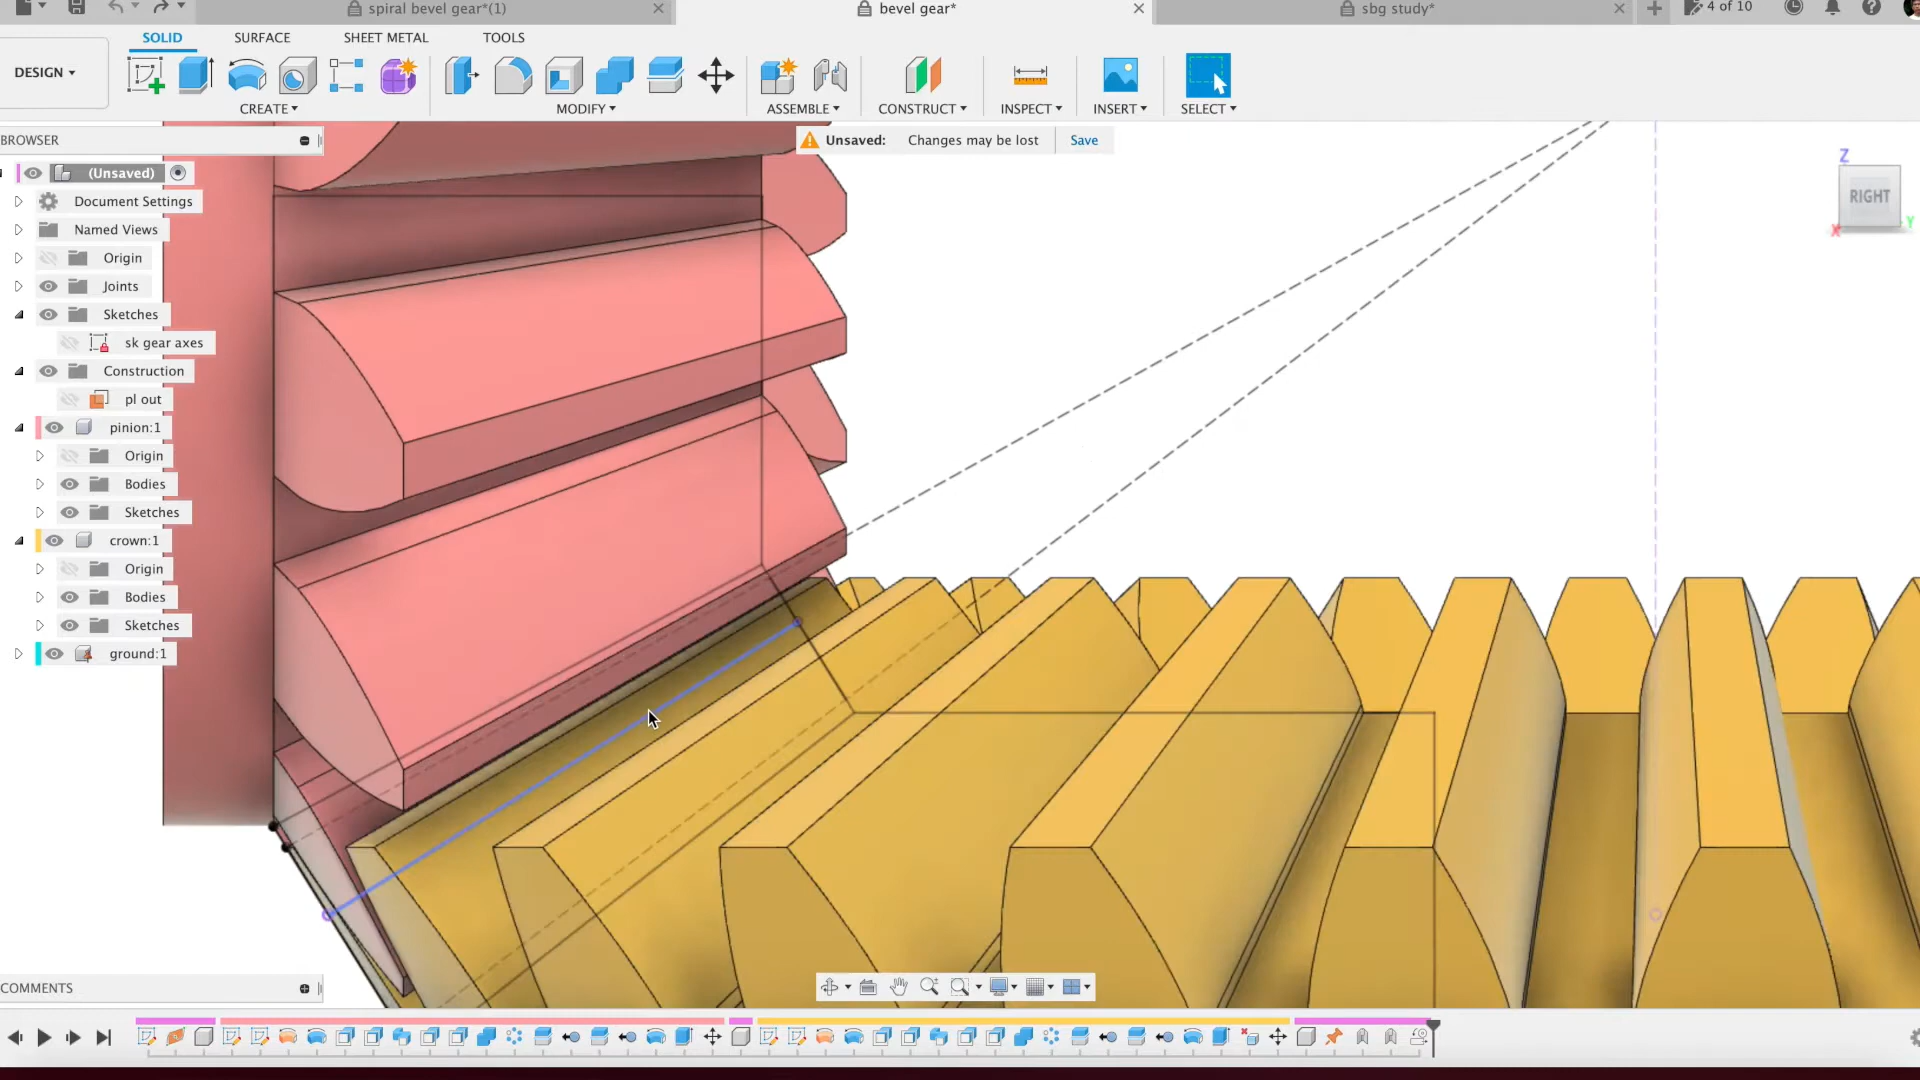 spiral bevel gear*(1)
bevel gear*
sbg study*
4 of 10
SOLID
SURFACE
SHEET METAL
TOOLS
DESIGN
CREATE
MODIFY
ASSEMBLE
CONSTRUCT
INSPECT
INSERT
SELECT
BROWSER
Unsaved:
Changes may be lost
Save
(Unsaved)
Document Settings
Named Views
Origin
Joints
Sketches
sk gear axes
Construction
pl out
pinion:1
Origin
Bodies
Sketches
crown:1
Origin
Bodies
Sketches
ground:1
Z
RIGHT
X
Y
COMMENTS